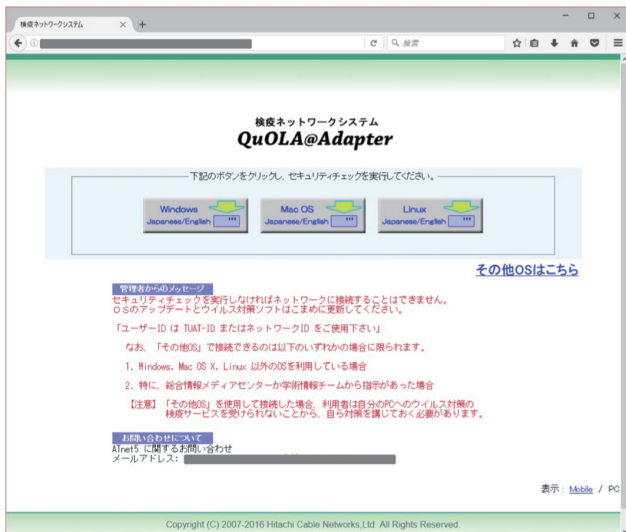 検疫ネットワークシステム
検索
検疫ネットワークシステム
QuOLA@Adapter
下記のボタンをクリックし、セキュリティチェックを実行してください。
Windows
Japanese/English
Mac OS
Japanese/English
Linux
Japanese/English
その他OSはこちら
管理者からのメッセージ
セキュリティチェックを実行しなければネットワークに接続することはできません。
OSのアップデートとウイルス対策ソフトはこまめに更新してください。
「ユーザーID は TUAT-ID またはネットワークID をご使用下さい」
なお、「その他OS」で接続できるのは以下のいずれかの場合に限られます。
1. Windows, Mac OS X, Linux 以外のOSを利用している場合
2. 特に、総合情報メディアセンターか学術情報チームから指示があった場合
【注意】「その他OS」を使用して接続した場合、利用者は自分のPCへのウイルス対策の
検疫サービスを受けられないことから、自ら対策を講じておく必要があります。
お問い合わせについて
ATnet5 に関するお問い合わせ
メールアドレス:
表示: Mobile / PC
Copyright (C) 2007-2016 Hitachi Cable Networks,Ltd. All Rights Reserved.